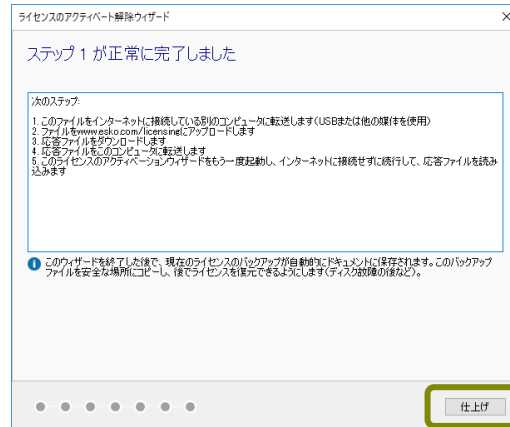 ライセンスのアクティベート解除ウィザード
ステップ 1 が正常に完了しました
次のステップ:
1. このファイルをインターネットに接続している別のコンピュータに転送します(USBまたは他の媒体を使用)
2. ファイルをwww.esko.com/licensingにアップロードします
3. 応答ファイルをダウンロードします
4. 応答ファイルをこのコンピュータに転送します
5. このライセンスのアクティベーションウィザードをもう一度起動し、インターネットに接続せずに続行して、応答ファイルを読み
込みます
このウィザードを終了した後で、現在のライセンスのバックアップが自動的にドキュメントに保存されます。このバックアップ
ファイルを安全な場所にコピーし、後でライセンスを復元できるようにします(ディスク故障の後など)。
仕上げ